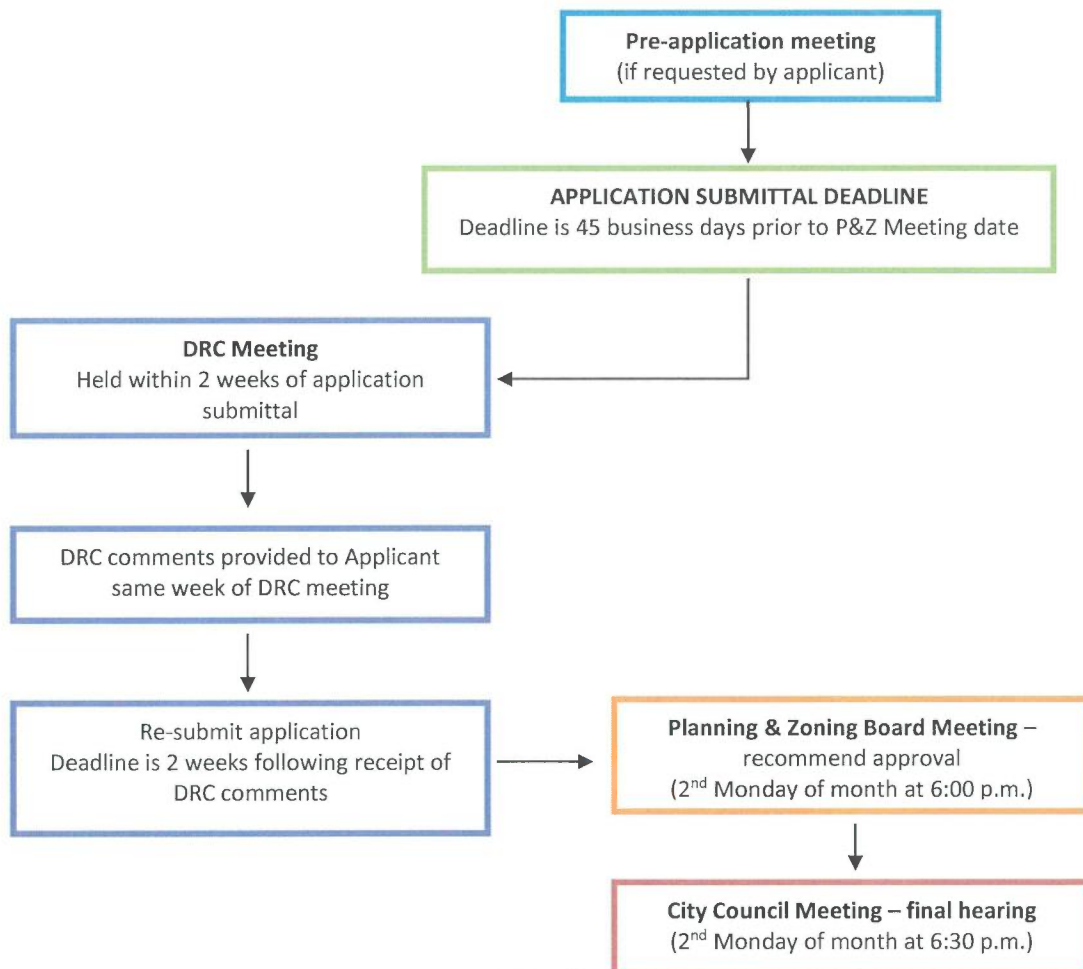 Pre-application meeting
(if requested by applicant)
APPLICATION SUBMITTAL DEADLINE
Deadline is 45 business days prior to P&Z Meeting date
DRC Meeting
Held within 2 weeks of application
submittal
DRC comments provided to Applicant
same week of DRC meeting
Re-submit application
Deadline is 2 weeks following receipt of
DRC comments
Planning & Zoning Board Meeting –
recommend approval
(2nd Monday of month at 6:00 p.m.)
City Council Meeting – final hearing
(2nd Monday of month at 6:30 p.m.)